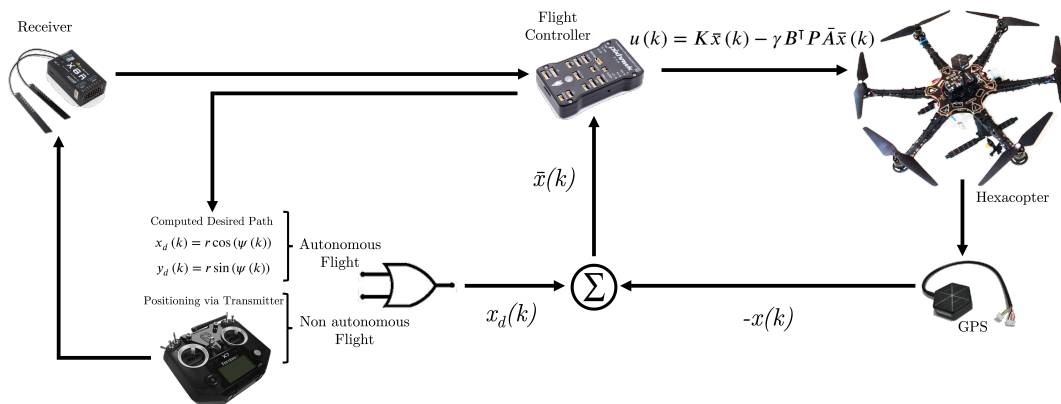 Receiver
Flight
Controller
u(k) = Kx̄(k) − γB⊺PĀx̄(k)
pixhawk
Hexacopter
x̄(k)
Computed Desired Path
x_d(k) = r cos(ψ(k))
y_d(k) = r sin(ψ(k))
Autonomous
Flight
Positioning via Transmitter
Non autonomous
Flight
x_d(k)
Σ
-x(k)
GPS